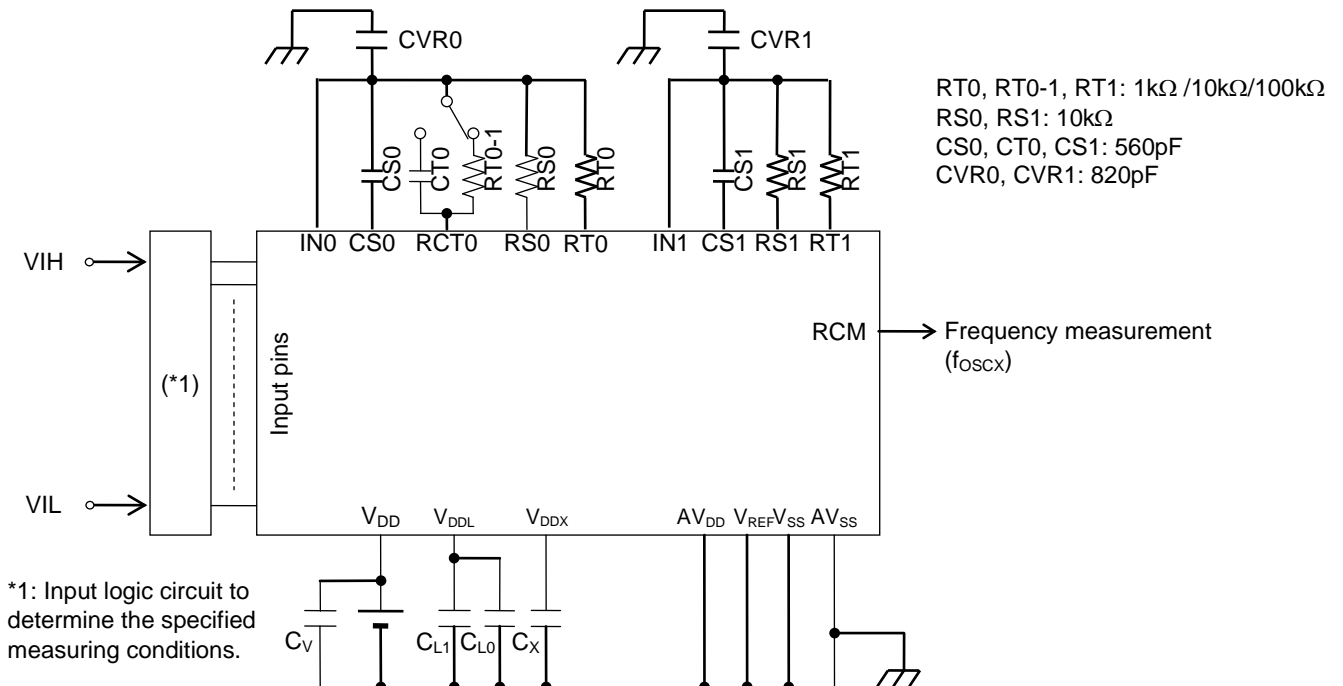 CVR0
CVR1
RT0, RT0-1, RT1: 1kΩ /10kΩ/100kΩ
RS0, RS1: 10kΩ
CS0, CT0, CS1: 560pF
CVR0, CVR1: 820pF
CS0
CT0
RT0-1
RS0
RT0
CS1
RS1
RT1
IN0 CS0 RCT0 RS0 RT0 IN1 CS1 RS1 RT1
VIH
(*1)
Input pins
RCM
Frequency measurement
(fOSCX)
VIL
VDD VDDL VDDX AVDD VREF VSS AVSS
*1: Input logic circuit to
determine the specified
measuring conditions.
CV
CL1 CL0 CX